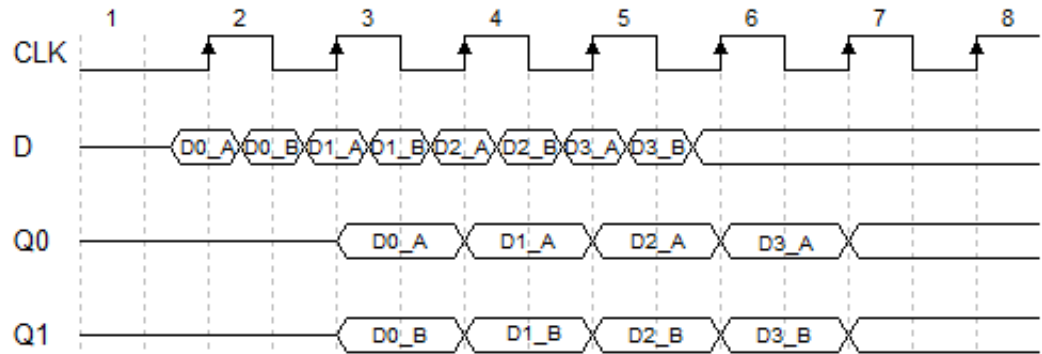 1 2 3 4 5 6 7 8
CLK
D D0_A D0_B D1_A D1_B D2_A D2_B D3_A D3_B
Q0 D0_A D1_A D2_A D3_A
Q1 D0_B D1_B D2_B D3_B